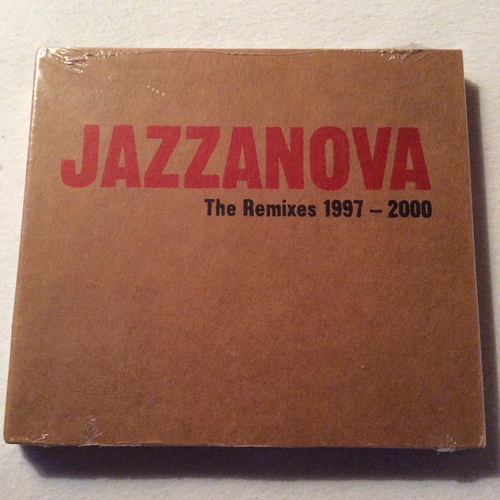 JAZZANOVA
The Remixes 1997 – 2000